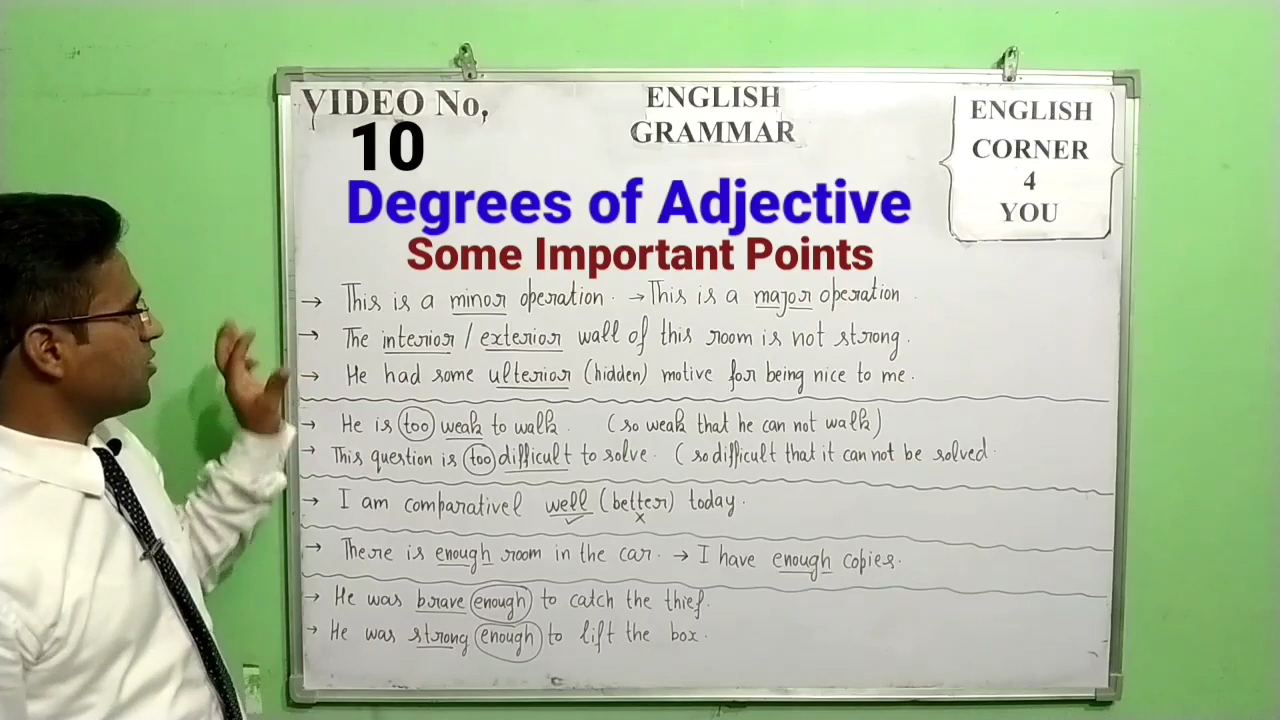 VIDEO No,
10
ENGLISH
GRAMMAR
ENGLISH
CORNER
4
YOU
Degrees of Adjective
Some Important Points
→ This is a minor operation. → This is a major operation.
→ The interior / exterior wall of this room is not strong.
→ He had some ulterior (hidden) motive for being nice to me.
→ He is too weak to walk. (so weak that he can not walk)
→ This question is too difficult to solve. (so difficult that it can not be solved.
→ I am comparativel well (better) today.
✓ x
→ There is enough room in the car. → I have enough copies.
→ He was brave enough to catch the thief.
→ He was strong enough to lift the box.